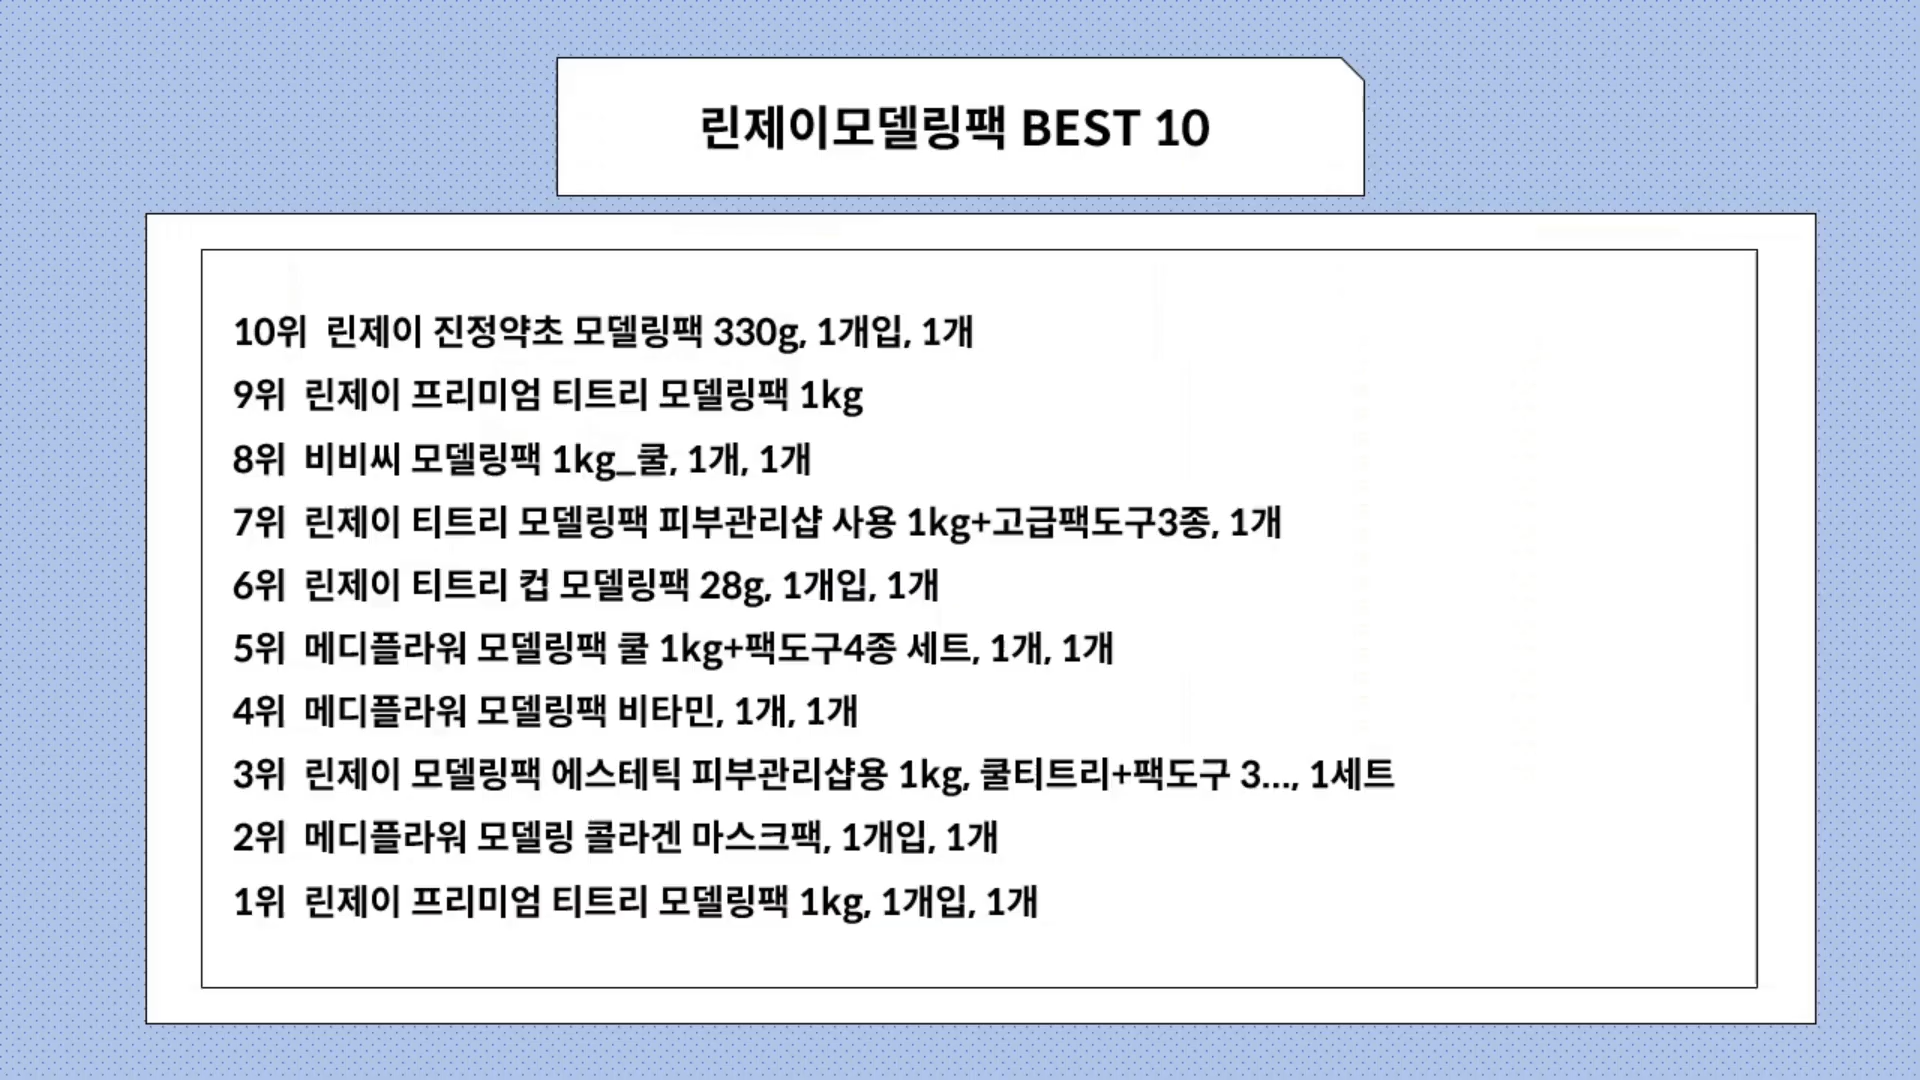 린제이모델링팩 BEST 10
10위 린제이 진정약초 모델링팩 330g, 1개입, 1개
9위 린제이 프리미엄 티트리 모델링팩 1kg
8위 비비씨 모델링팩 1kg_쿨, 1개, 1개
7위 린제이 티트리 모델링팩 피부관리샵 사용 1kg+고급팩도구3종, 1개
6위 린제이 티트리 컵 모델링팩 28g, 1개입, 1개
5위 메디플라워 모델링팩 쿨 1kg+팩도구4종 세트, 1개, 1개
4위 메디플라워 모델링팩 비타민, 1개, 1개
3위 린제이 모델링팩 에스테틱 피부관리샵용 1kg, 쿨티트리+팩도구 3..., 1세트
2위 메디플라워 모델링 콜라겐 마스크팩, 1개입, 1개
1위 린제이 프리미엄 티트리 모델링팩 1kg, 1개입, 1개